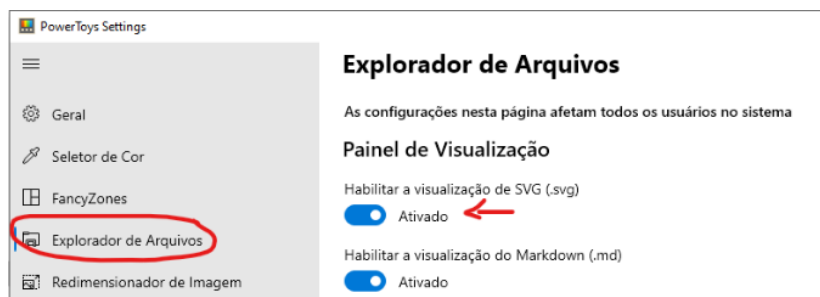 PowerToys Settings
Geral
Seletor de Cor
FancyZones
Explorador de Arquivos
Redimensionador de Imagem
Explorador de Arquivos
As configurações nesta página afetam todos os usuários no sistema
Painel de Visualização
Habilitar a visualização de SVG (.svg)
Ativado
Habilitar a visualização do Markdown (.md)
Ativado